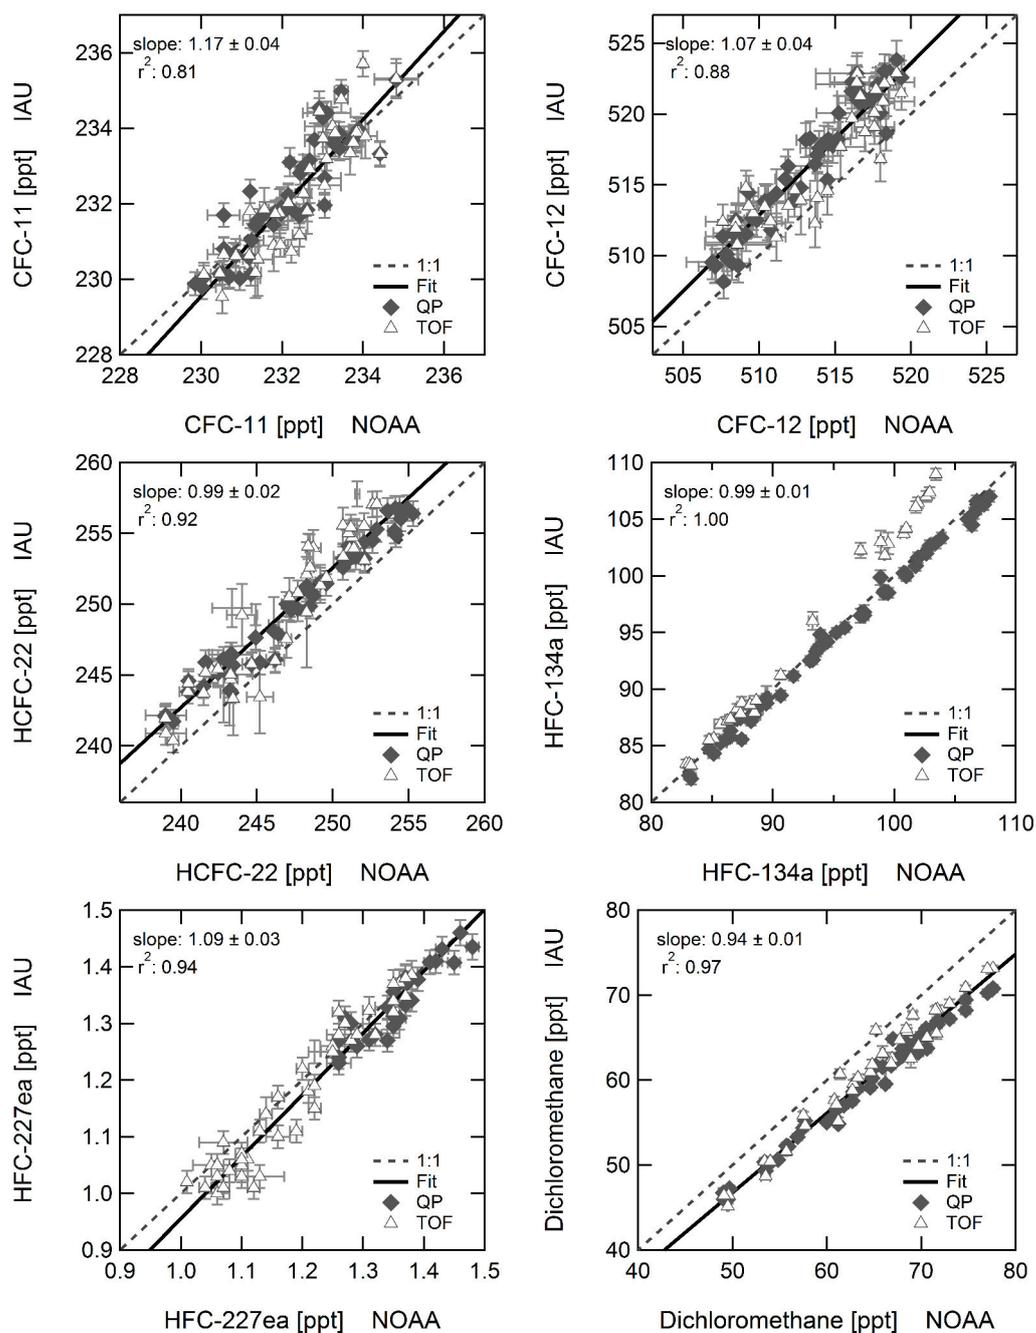 slope: 1.17 ± 0.04
r²: 0.81
236
234
232
230
228
CFC-11 [ppt] IAU
1:1
Fit
QP
TOF
228 230 232 234 236
CFC-11 [ppt] NOAA
slope: 1.07 ± 0.04
r²: 0.88
525
520
515
510
505
CFC-12 [ppt] IAU
1:1
Fit
QP
TOF
505 510 515 520 525
CFC-12 [ppt] NOAA
slope: 0.99 ± 0.02
r²: 0.92
260
255
250
245
240
HCFC-22 [ppt] IAU
1:1
Fit
QP
TOF
240 245 250 255 260
HCFC-22 [ppt] NOAA
slope: 0.99 ± 0.01
r²: 1.00
110
105
100
95
90
85
80
HFC-134a [ppt] IAU
1:1
Fit
QP
TOF
80 90 100 110
HFC-134a [ppt] NOAA
slope: 1.09 ± 0.03
r²: 0.94
1.5
1.4
1.3
1.2
1.1
1.0
0.9
HFC-227ea [ppt] IAU
1:1
Fit
QP
TOF
0.9 1.0 1.1 1.2 1.3 1.4 1.5
HFC-227ea [ppt] NOAA
slope: 0.94 ± 0.01
r²: 0.97
80
70
60
50
40
Dichloromethane [ppt] IAU
1:1
Fit
QP
TOF
40 50 60 70 80
Dichloromethane [ppt] NOAA